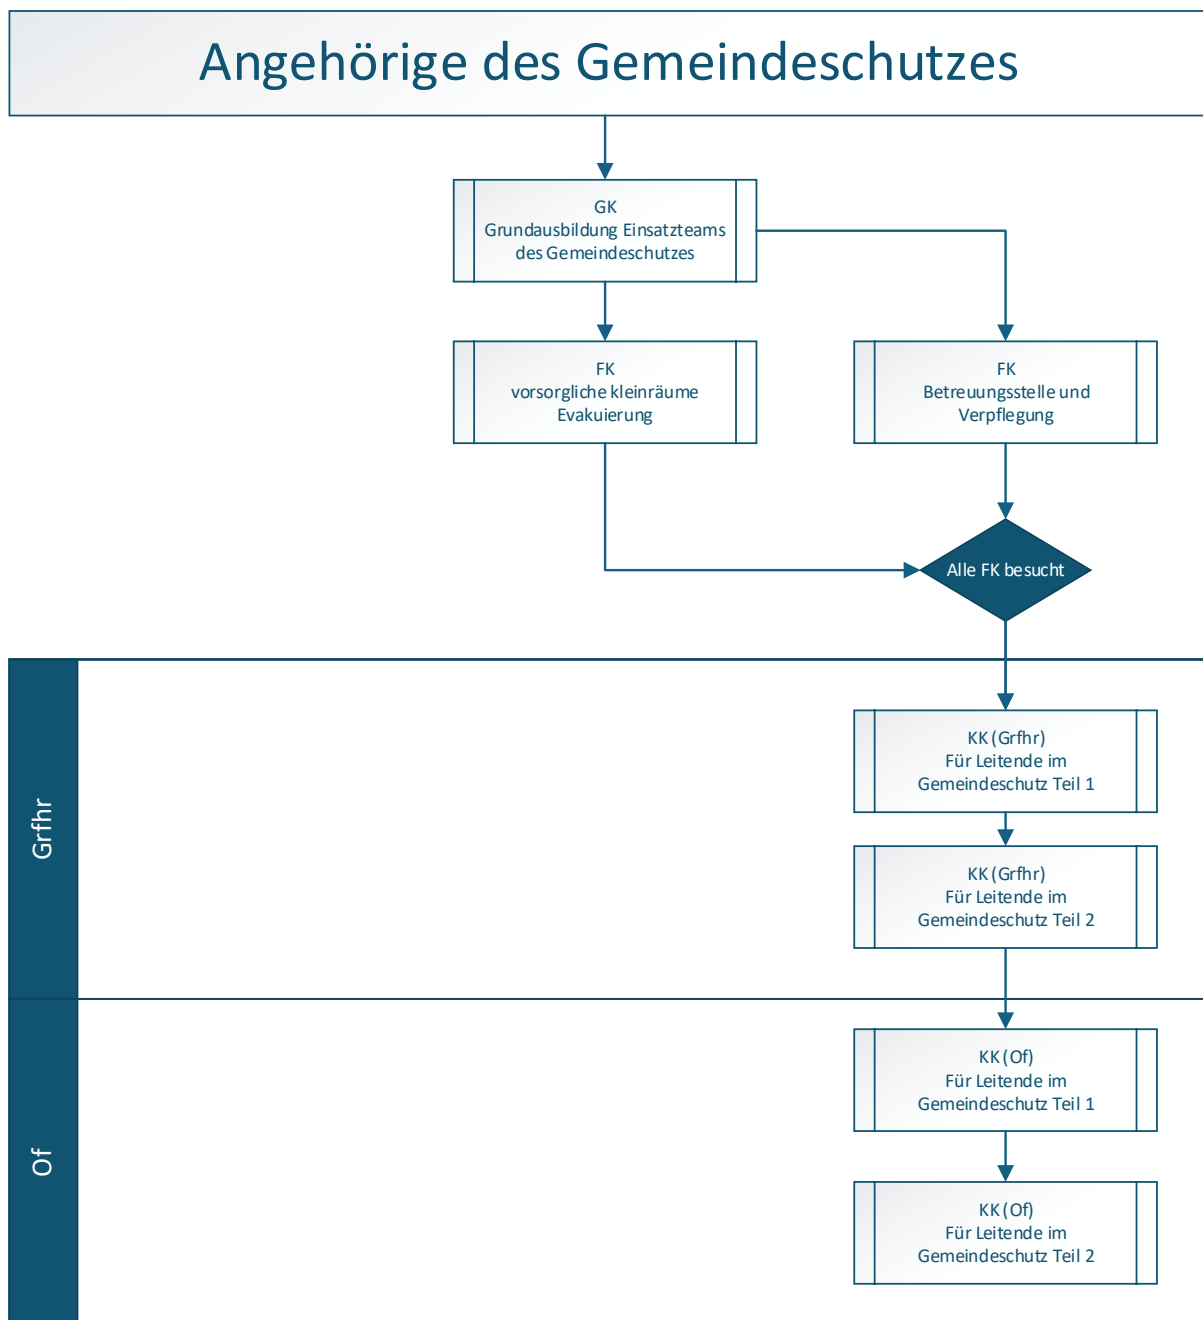 Angehörige des Gemeindeschutzes
GK
Grundausbildung Einsatzteams
des Gemeindeschutzes
FK
vorsorgliche kleinräume
Evakuierung
FK
Betreuungsstelle und
Verpflegung
Alle FK besucht
Grfhr
KK (Grfhr)
Für Leitende im
Gemeindeschutz Teil 1
KK (Grfhr)
Für Leitende im
Gemeindeschutz Teil 2
Of
KK (Of)
Für Leitende im
Gemeindeschutz Teil 1
KK (Of)
Für Leitende im
Gemeindeschutz Teil 2